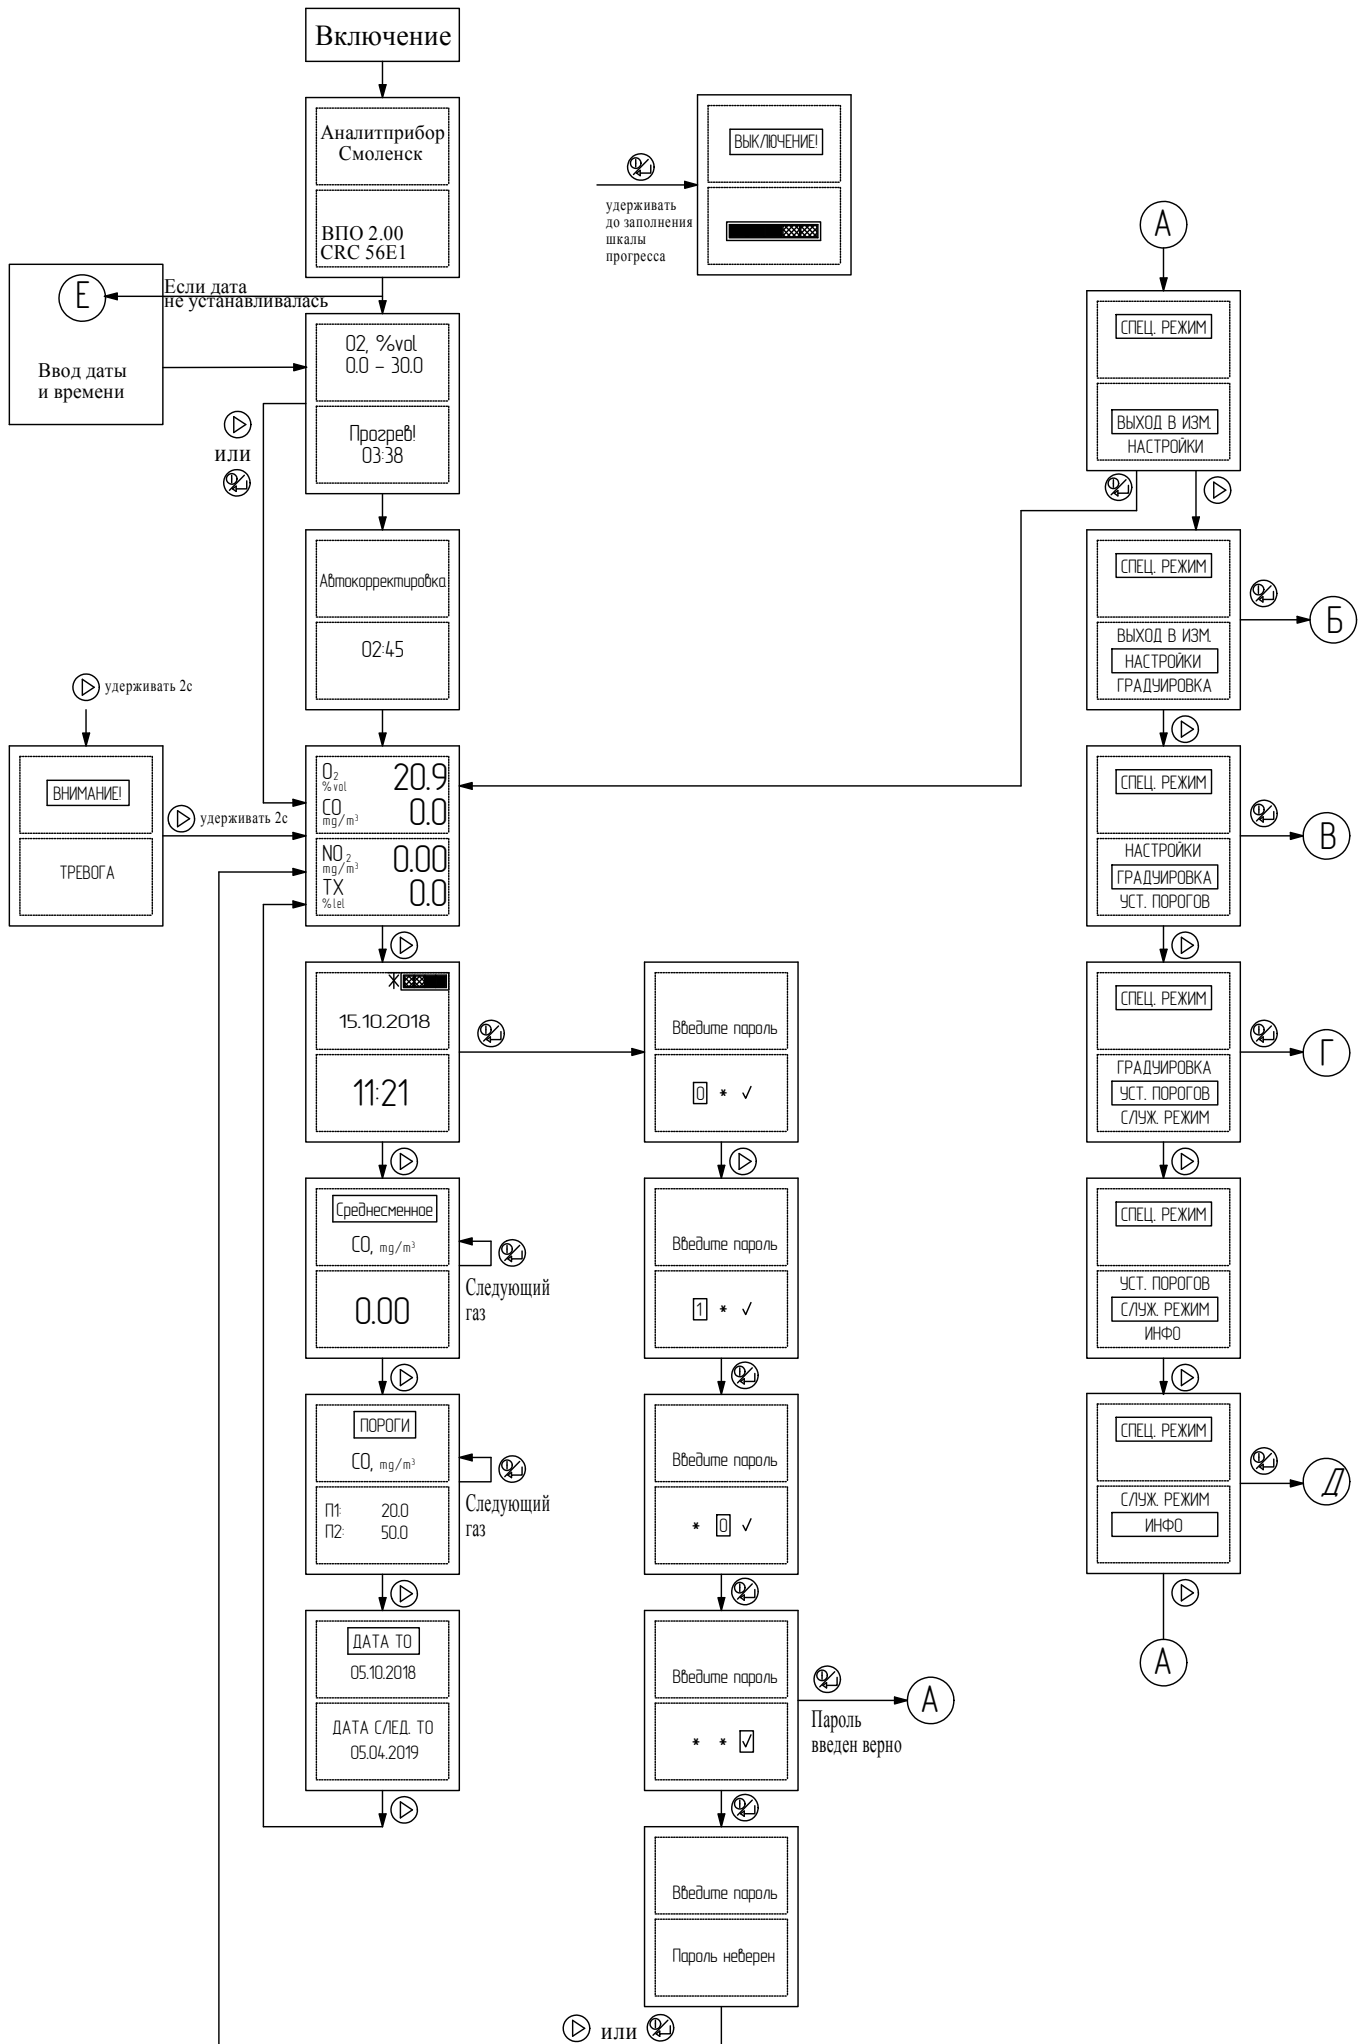 Включение
Аналитприбор
Смоленск
ВПО 2.00
CRC 56E1
Е
Если дата
не устанавливалась
Ввод даты
и времени
O2, %vol
0.0 – 30.0
Прогрев!
03:38
или
Автокорректировка
02:45
удерживать 2с
ВНИМАНИЕ!
ТРЕВОГА
удерживать 2с
O2 20.9
%vol
CO 0.0
mg/m³
NO2 0.00
mg/m³
TX 0.0
%lel
15.10.2018
11:21
Среднесменное
CO, mg/m³
0.00
Следующий
газ
ПОРОГИ
CO, mg/m³
П1: 20.0
П2: 50.0
Следующий
газ
ДАТА ТО
05.10.2018
ДАТА СЛЕД. ТО
05.04.2019
удерживать
до заполнения
шкалы
прогресса
ВЫКЛЮЧЕНИЕ!
Введите пароль
0 * ✓
Введите пароль
1 * ✓
Введите пароль
* 0 ✓
Введите пароль
* * ✓
Пароль
введен верно
А
Введите пароль
Пароль неверен
или
А
СПЕЦ. РЕЖИМ
ВЫХОД В ИЗМ.
НАСТРОЙКИ
СПЕЦ. РЕЖИМ
ВЫХОД В ИЗМ.
НАСТРОЙКИ
ГРАДУИРОВКА
Б
СПЕЦ. РЕЖИМ
НАСТРОЙКИ
ГРАДУИРОВКА
УСТ. ПОРОГОВ
В
СПЕЦ. РЕЖИМ
ГРАДУИРОВКА
УСТ. ПОРОГОВ
СЛУЖ. РЕЖИМ
Г
СПЕЦ. РЕЖИМ
УСТ. ПОРОГОВ
СЛУЖ. РЕЖИМ
ИНФО
СПЕЦ. РЕЖИМ
СЛУЖ. РЕЖИМ
ИНФО
Д
А